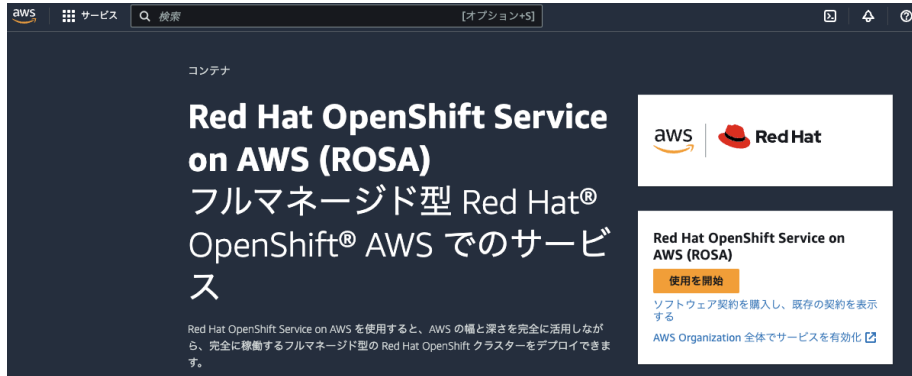 aws
サービス
検索
[オプション+S]
コンテナ
Red Hat OpenShift Service
on AWS (ROSA)
フルマネージド型 Red Hat®
OpenShift® AWS でのサービ
ス
Red Hat OpenShift Service on AWS を使用すると、AWS の幅と深さを完全に活用しなが
ら、完全に稼働するフルマネージド型の Red Hat OpenShift クラスターをデプロイできま
す。
aws
Red Hat
Red Hat OpenShift Service on
AWS (ROSA)
使用を開始
ソフトウェア契約を購入し、既存の契約を表示
する
AWS Organization 全体でサービスを有効化